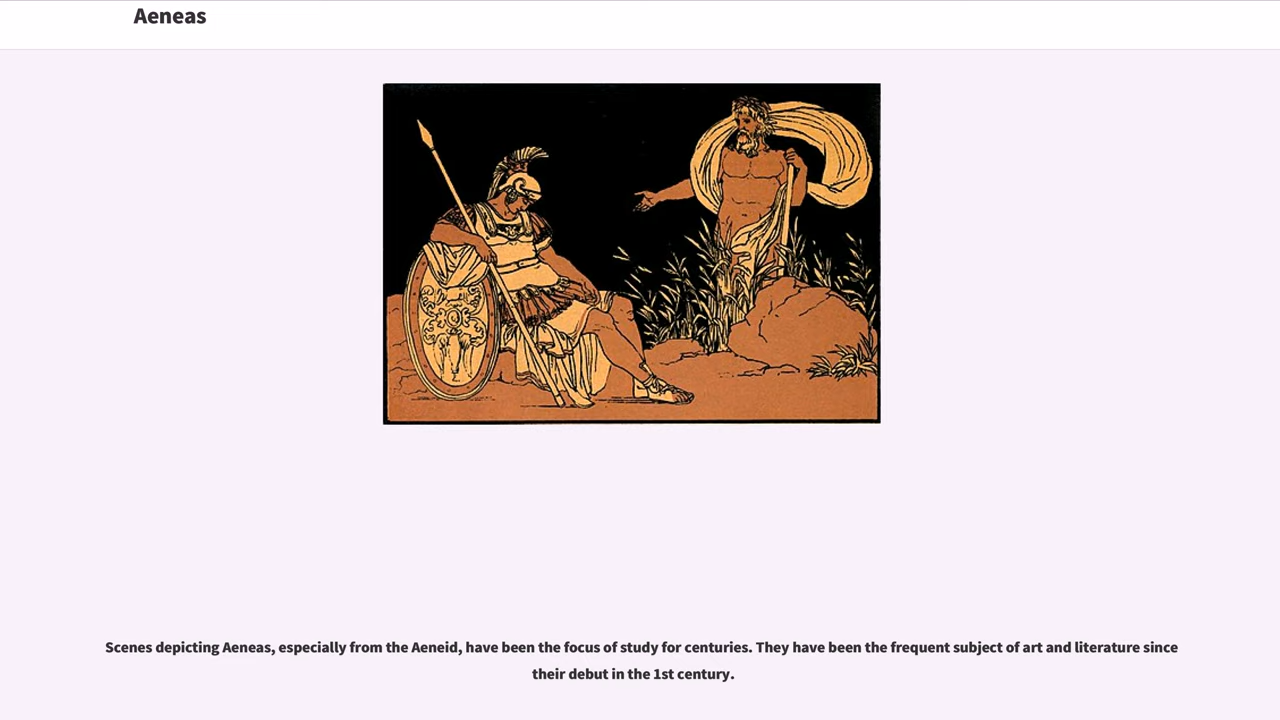 Aeneas
Scenes depicting Aeneas, especially from the Aeneid, have been the focus of study for centuries. They have been the frequent subject of art and literature since
their debut in the 1st century.